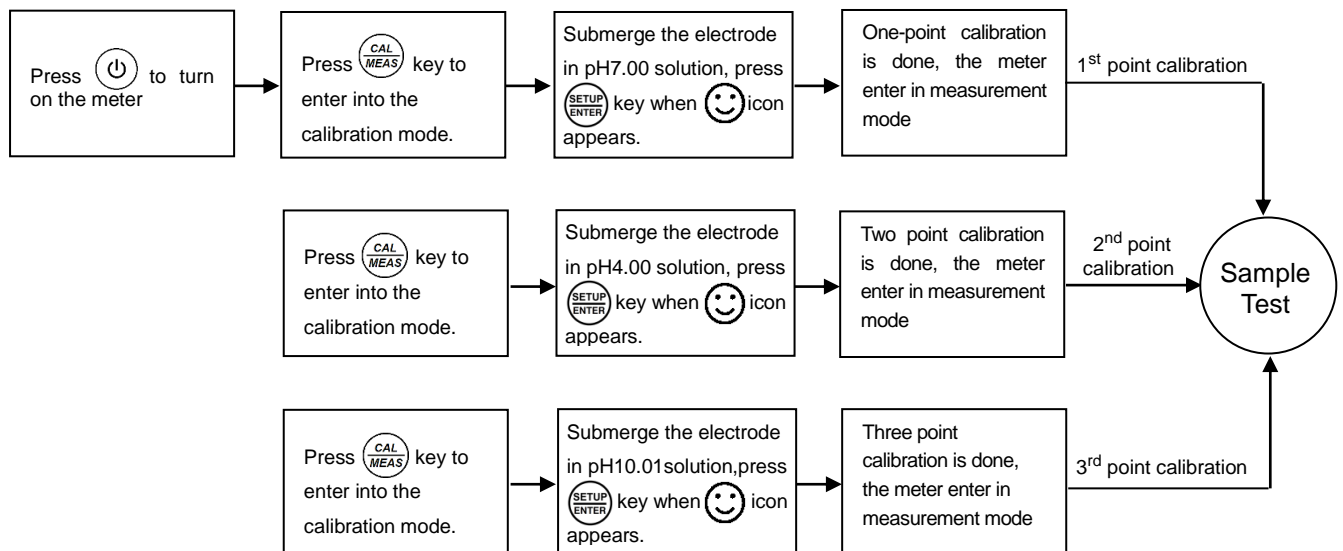 Press ⏻ to turn
on the meter
Press CAL/MEAS key to
enter into the
calibration mode.
Submerge the electrode
in pH7.00 solution, press
SETUP/ENTER key when icon
appears.
One-point calibration
is done, the meter
enter in measurement
mode
1st point calibration
Press CAL/MEAS key to
enter into the
calibration mode.
Submerge the electrode
in pH4.00 solution, press
SETUP/ENTER key when icon
appears.
Two point calibration
is done, the meter
enter in measurement
mode
2nd point
calibration
Sample
Test
Press CAL/MEAS key to
enter into the
calibration mode.
Submerge the electrode
in pH10.01solution,press
SETUP/ENTER key when icon
appears.
Three point
calibration is done,
the meter enter in
measurement mode
3rd point calibration